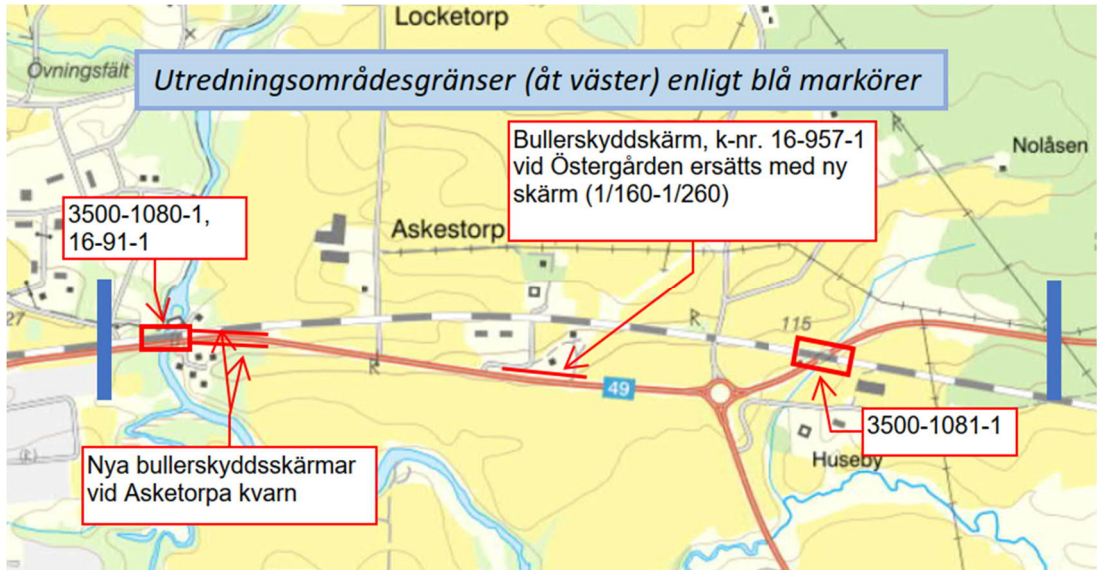 Locketorp
Övningsfält
Utredningsområdesgränser (åt väster) enligt blå markörer
Bullerskyddskärm, k-nr. 16-957-1
vid Östergården ersätts med ny
skärm (1/160-1/260)
Nolåsen
3500-1080-1,
16-91-1
Askestorp
R
27
115
R
R
R
49
3500-1081-1
Nya bullerskyddsskärmar
vid Asketorpa kvarn
(R)
Huseby